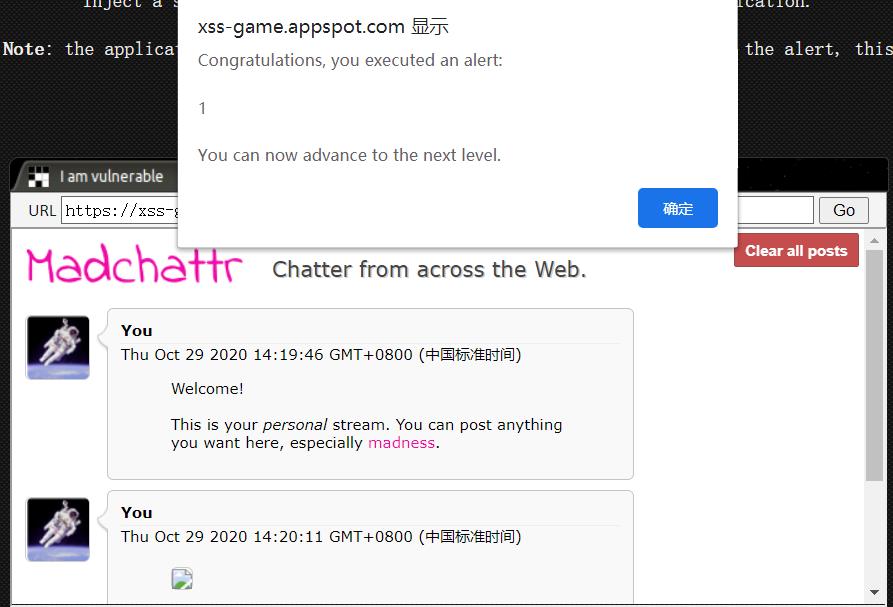 inject a s
ication.
xss-game.appspot.com 显示
Note: the applica
the alert, this
Congratulations, you executed an alert:
1
You can now advance to the next level.
确定
I am vulnerable
URL https://xss-g
Go
Madchattr
Chatter from across the Web.
Clear all posts
You
Thu Oct 29 2020 14:19:46 GMT+0800 (中国标准时间)
Welcome!
This is your personal stream. You can post anything
you want here, especially madness.
You
Thu Oct 29 2020 14:20:11 GMT+0800 (中国标准时间)